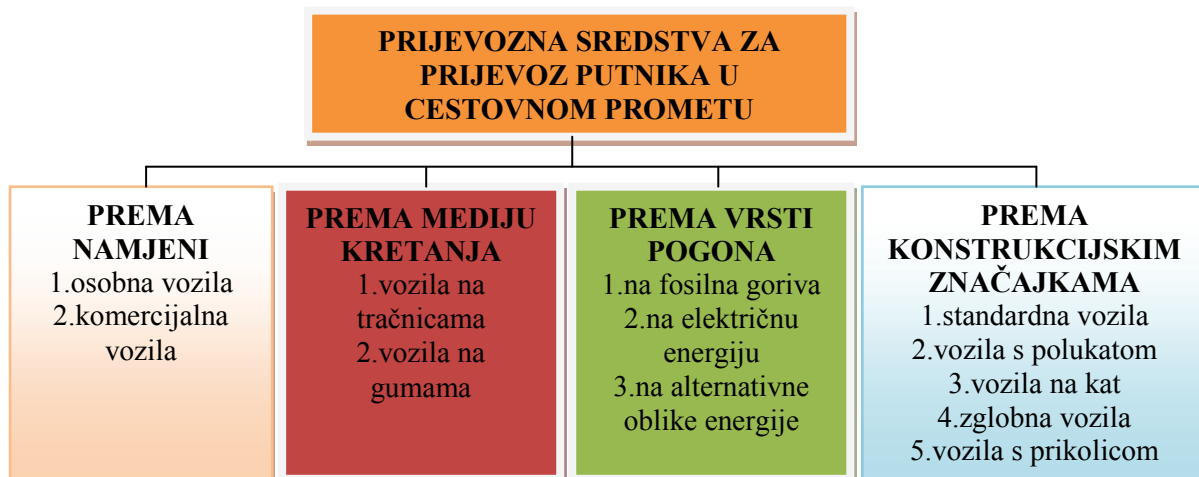 PRIJEVOZNA SREDSTVA ZA
PRIJEVOZ PUTNIKA U
CESTOVNOM PROMETU
PREMA
NAMJENI
1.osobna vozila
2.komercijalna
vozila
PREMA MEDIJU
KRETANJA
1.vozila na
tračnicama
2.vozila na
gumama
PREMA VRSTI
POGONA
1.na fosilna goriva
2.na električnu
energiju
3.na alternativne
oblike energije
PREMA
KONSTRUKCIJSKIM
ZNAČAJKAMA
1.standardna vozila
2.vozila s polukatom
3.vozila na kat
4.zglobna vozila
5.vozila s prikolicom